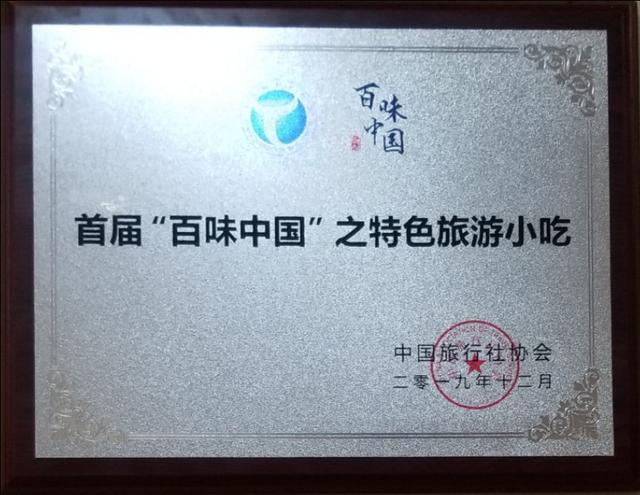 百味
中国
首届“百味中国”之特色旅游小吃
中国旅行社协会
二零一九年十二月